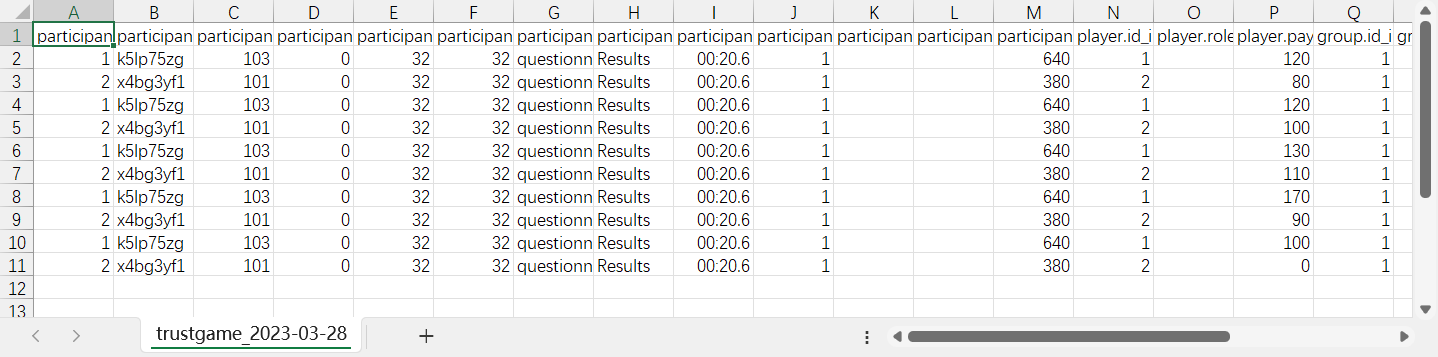 A B C D E F G H I J K L M N O P Q
1 participan participan participan participan participan participan participan participan participan participan participan participan participan player.id_i player.role player.pay group.id_i gr
2 1 k5lp75zg 103 0 32 32 questionn Results 00:20.6 1 640 1 120 1
3 2 x4bg3yf1 101 0 32 32 questionn Results 00:20.6 1 380 2 80 1
4 1 k5lp75zg 103 0 32 32 questionn Results 00:20.6 1 640 1 120 1
5 2 x4bg3yf1 101 0 32 32 questionn Results 00:20.6 1 380 2 100 1
6 1 k5lp75zg 103 0 32 32 questionn Results 00:20.6 1 640 1 130 1
7 2 x4bg3yf1 101 0 32 32 questionn Results 00:20.6 1 380 2 110 1
8 1 k5lp75zg 103 0 32 32 questionn Results 00:20.6 1 640 1 170 1
9 2 x4bg3yf1 101 0 32 32 questionn Results 00:20.6 1 380 2 90 1
10 1 k5lp75zg 103 0 32 32 questionn Results 00:20.6 1 640 1 100 1
11 2 x4bg3yf1 101 0 32 32 questionn Results 00:20.6 1 380 2 0 1
12
13
trustgame_2023-03-28